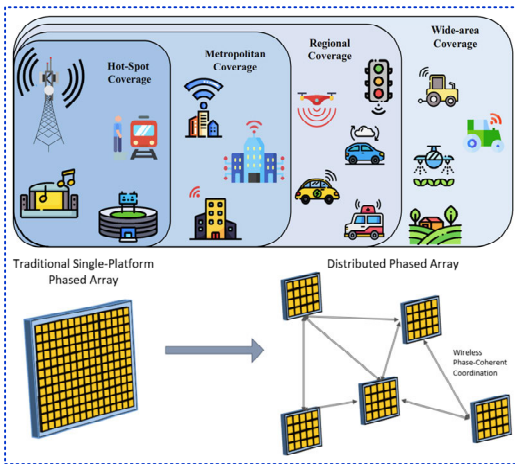 Hot-Spot
Coverage
Metropolitan
Coverage
Regional
Coverage
Wide-area
Coverage
Traditional Single-Platform
Phased Array
Distributed Phased Array
Wireless
Phase-Coherent
Coordination